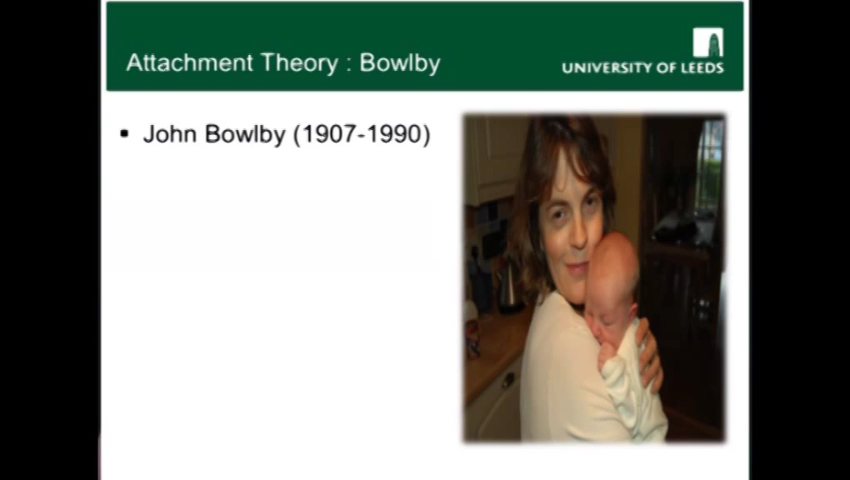 Attachment Theory : Bowlby
UNIVERSITY OF LEEDS
▪ John Bowlby (1907-1990)